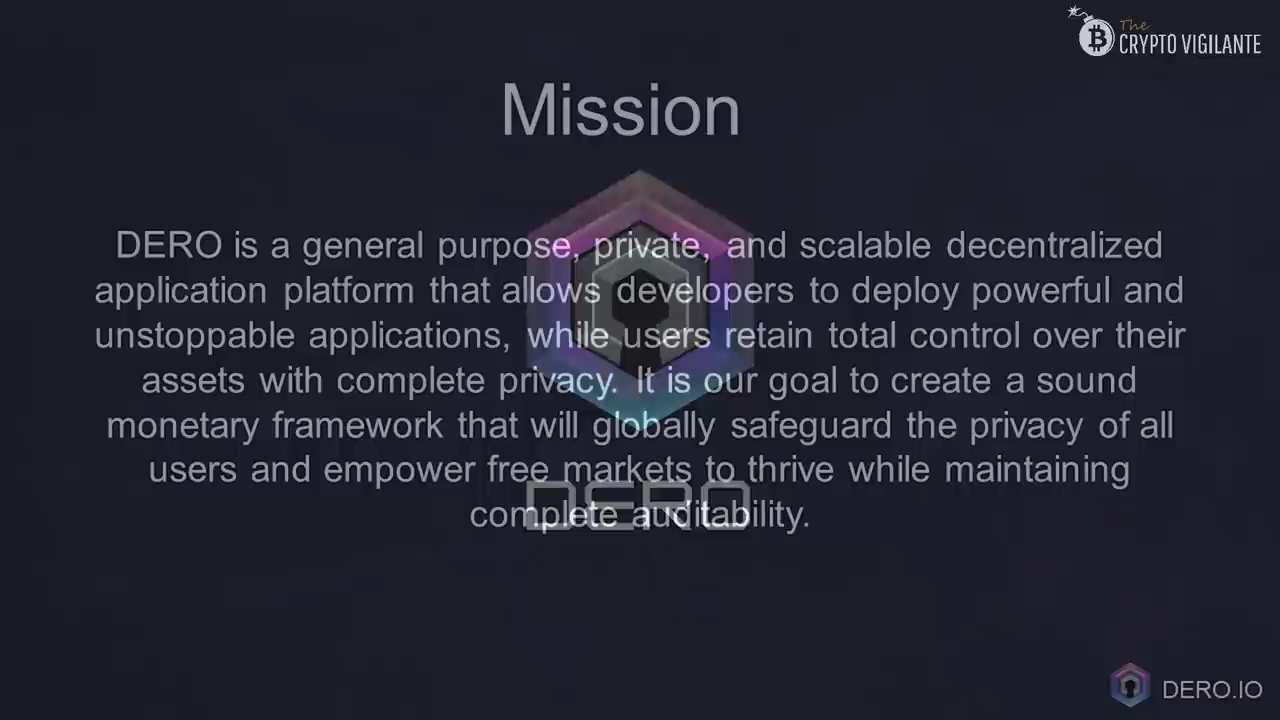 The
CRYPTO VIGILANTE
Mission
DERO is a general purpose, private, and scalable decentralized
application platform that allows developers to deploy powerful and
unstoppable applications, while users retain total control over their
assets with complete privacy. It is our goal to create a sound
monetary framework that will globally safeguard the privacy of all
users and empower free markets to thrive while maintaining
complete auditability.
DERO
DERO.IO